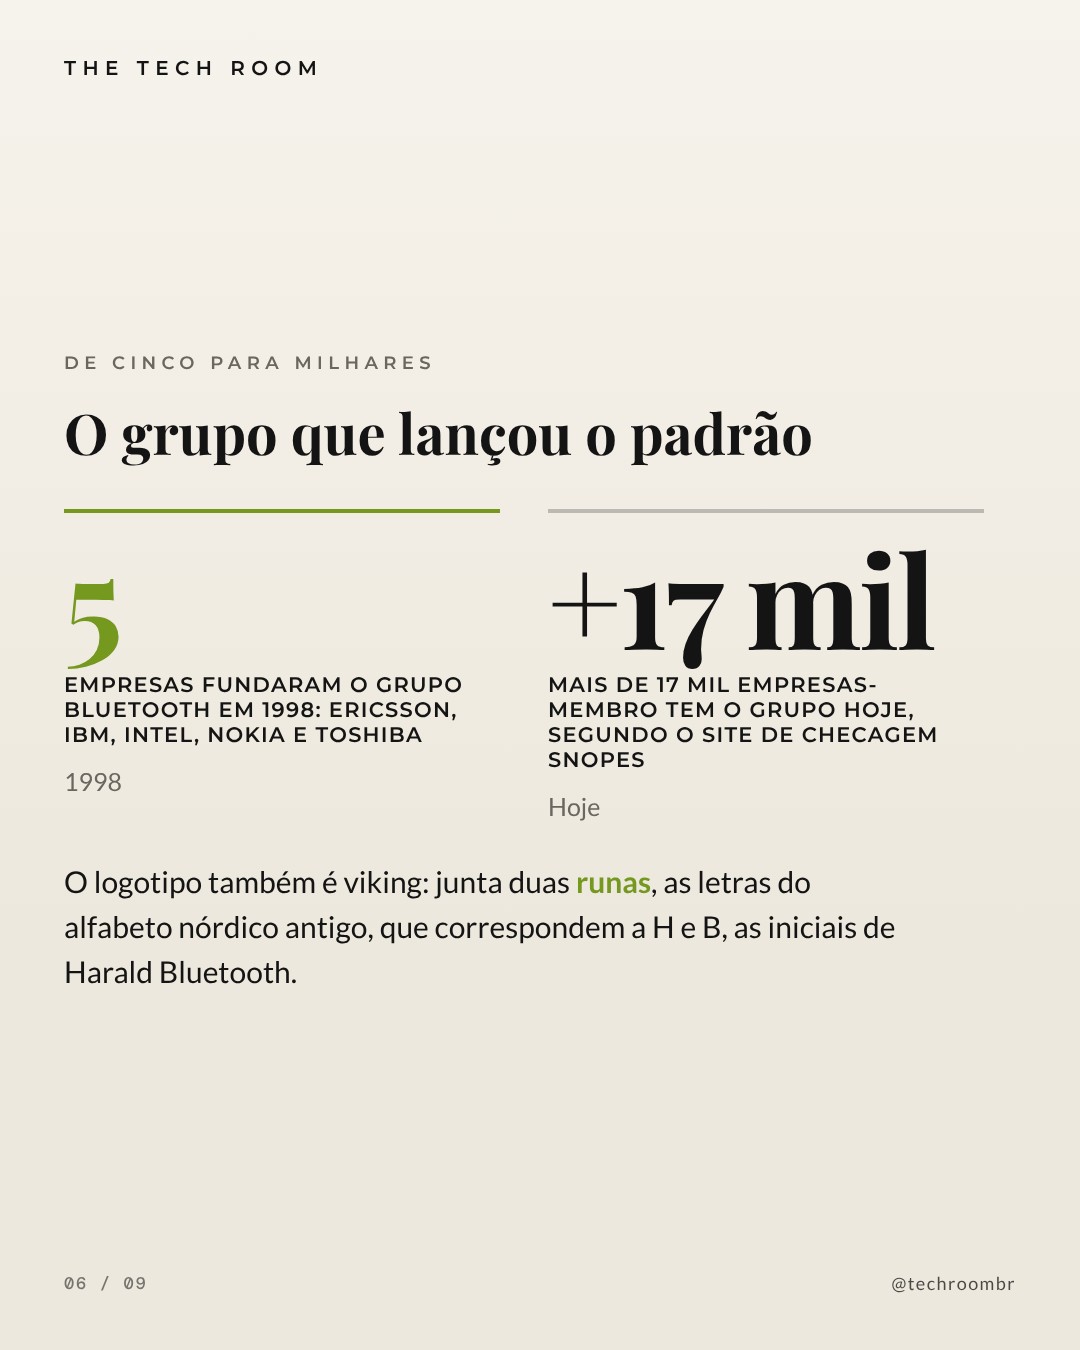 THE TECH ROOM
DE CINCO PARA MILHARES
O grupo que lançou o padrão
5
EMPRESAS FUNDARAM O GRUPO
BLUETOOTH EM 1998: ERICSSON,
IBM, INTEL, NOKIA E TOSHIBA
1998
+17 mil
MAIS DE 17 MIL EMPRESAS-
MEMBRO TEM O GRUPO HOJE,
SEGUNDO O SITE DE CHECAGEM
SNOPES
Hoje
O logotipo também é viking: junta duas runas, as letras do
alfabeto nórdico antigo, que correspondem a H e B, as iniciais de
Harald Bluetooth.
06 / 09
@techroombr